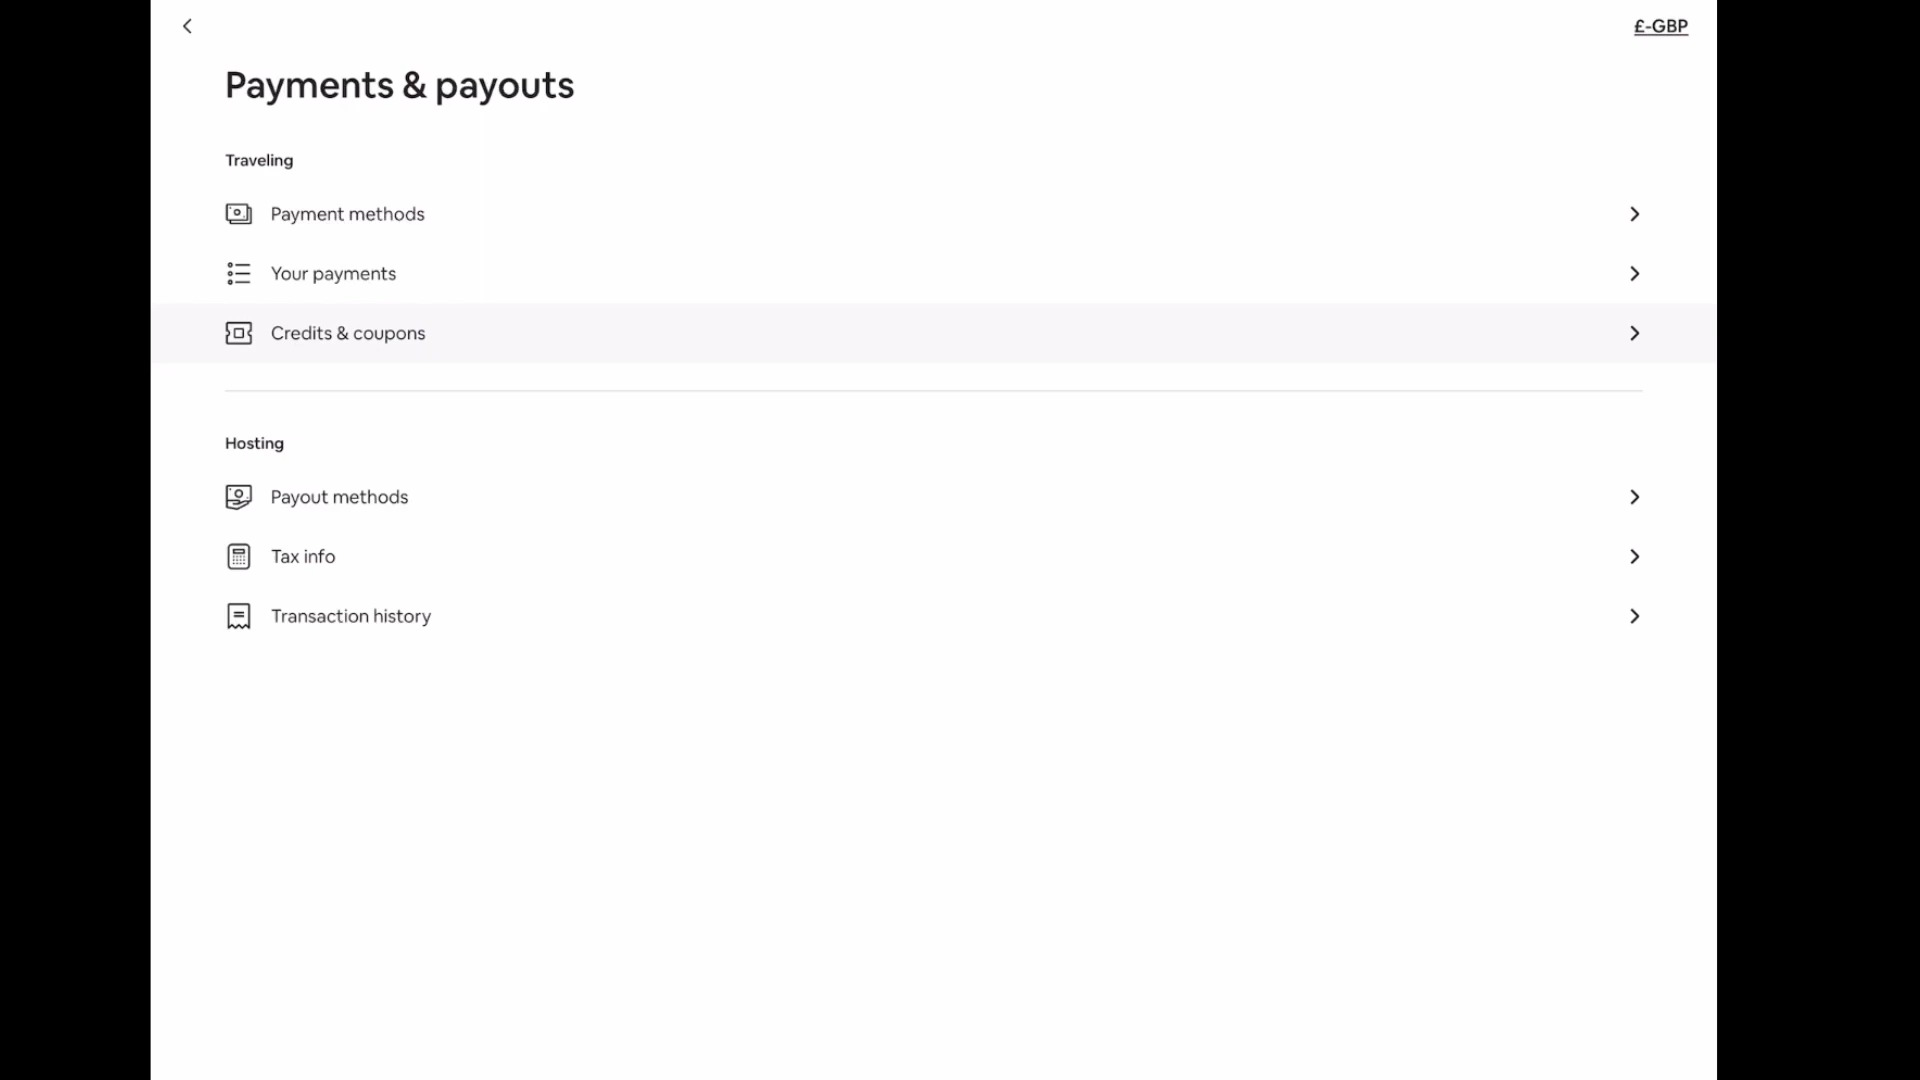 £-GBP
Payments & payouts
Traveling
Payment methods
Your payments
Credits & coupons
Hosting
Payout methods
Tax info
Transaction history